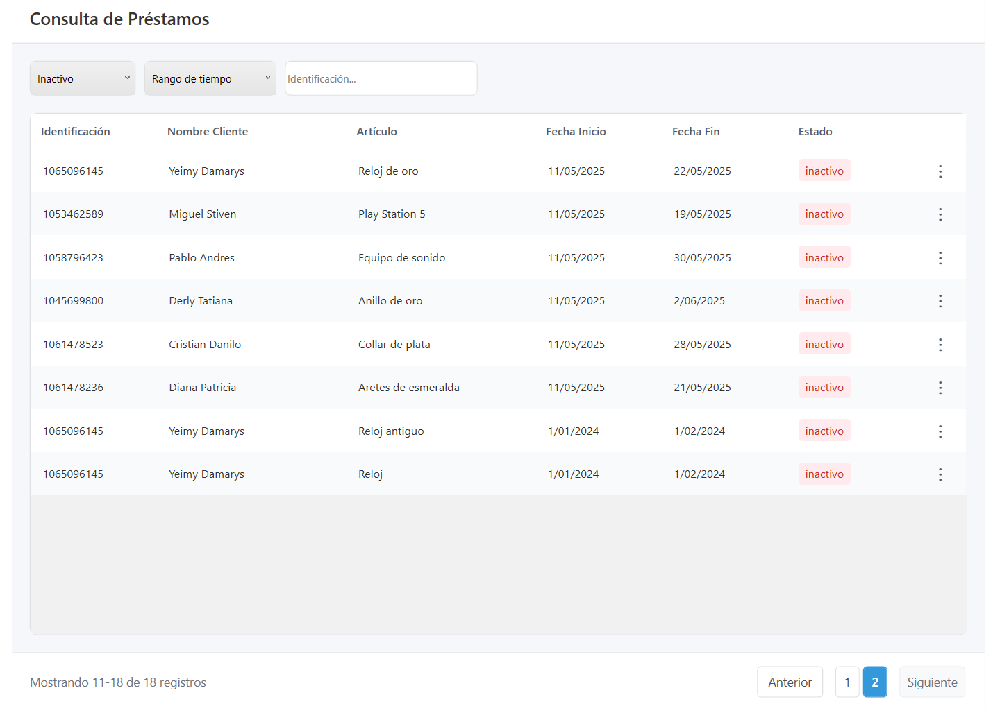 Consulta de Préstamos
Inactivo Rango de tiempo Identificación...
Identificación Nombre Cliente Artículo Fecha Inicio Fecha Fin Estado
1065096145 Yeimy Damarys Reloj de oro 11/05/2025 22/05/2025 inactivo
1053462589 Miguel Stiven Play Station 5 11/05/2025 19/05/2025 inactivo
1058796423 Pablo Andres Equipo de sonido 11/05/2025 30/05/2025 inactivo
1045699800 Derly Tatiana Anillo de oro 11/05/2025 2/06/2025 inactivo
1061478523 Cristian Danilo Collar de plata 11/05/2025 28/05/2025 inactivo
1061478236 Diana Patricia Aretes de esmeralda 11/05/2025 21/05/2025 inactivo
1065096145 Yeimy Damarys Reloj antiguo 1/01/2024 1/02/2024 inactivo
1065096145 Yeimy Damarys Reloj 1/01/2024 1/02/2024 inactivo
Mostrando 11-18 de 18 registros Anterior 1 2 Siguiente